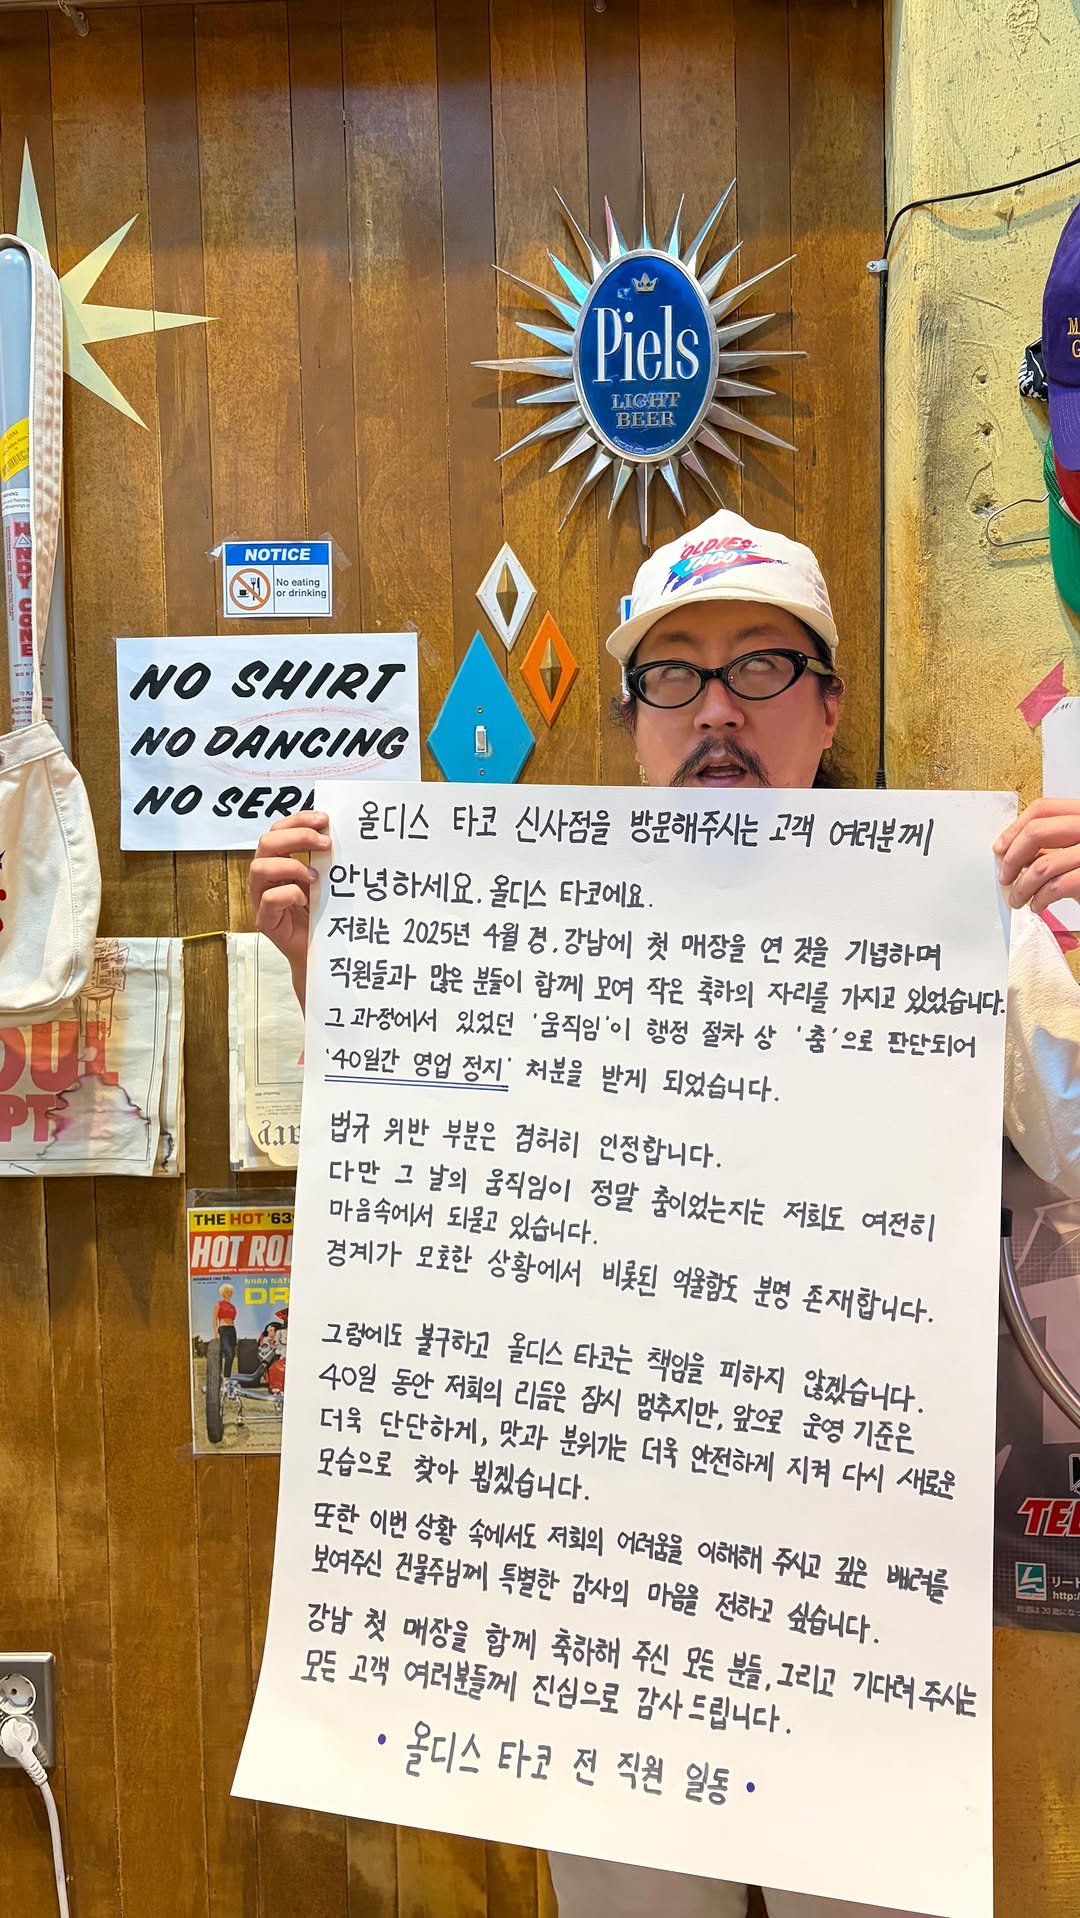 Piels
LIGHT
BEER
OLDIES
TACO
NOTICE
No eating
or drinking
NO SHIRT
NO DANCING
NO SER
HANDY CONE
M
G
올디스 타코 신사점을 방문해주시는 고객 여러분께
안녕하세요. 올디스 타코에요.
저희는 2025년 4월 경, 강남에 첫 매장을 연 것을 기념하며
직원들과 많은 분들이 함께 모여 작은 축하의 자리를 가지고 있었습니다.
그 과정에서 있었던 '움직임'이 행정 절차 상 '춤'으로 판단되어
'40일간 영업 정지' 처분을 받게 되었습니다.
법규 위반 부분은 겸허히 인정합니다.
다만 그 날의 움직임이 정말 춤이었는지는 저희도 여전히
마음속에서 되묻고 있습니다.
경계가 모호한 상황에서 비롯된 억울함도 분명 존재합니다.
그럼에도 불구하고 올디스 타코는 책임을 피하지 않겠습니다.
40일 동안 저희의 리듬은 잠시 멈추지만, 앞으로 운영 기준은
더욱 단단하게, 맛과 분위기는 더욱 안전하게 지켜 다시 새로운
모습으로 찾아 뵙겠습니다.
또한 이번 상황 속에서도 저희의 어려움을 이해해 주시고 깊은 배려를
보여주신 건물주님께 특별한 감사의 마음을 전하고 싶습니다.
강남 첫 매장을 함께 축하해 주신 모든 분들, 그리고 기다려 주시는
모든 고객 여러분들께 진심으로 감사 드립니다.
• 올디스 타코 전 직원 일동 •
OUL
PT
THE HOT '63
HOT RO
NHRA NATI
DR
TE
リード
http:/